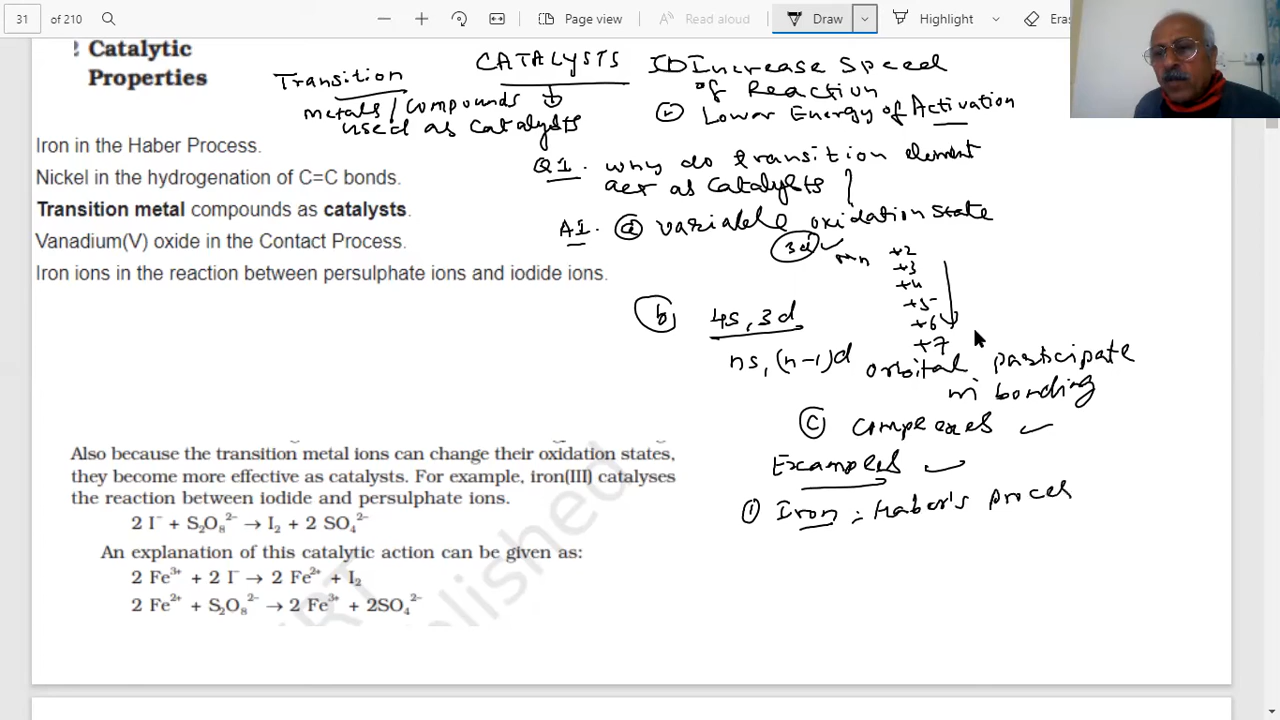 31 of 210
Page view
Read aloud
Draw
Highlight
Eras
Catalytic
Properties
CATALYSTS
Transition
metals/compounds
used as catalysts
① Increase Speed
of Reaction
② Lower Energy of Activation
Iron in the Haber Process.
Nickel in the hydrogenation of C=C bonds.
Transition metal compounds as catalysts.
Vanadium(V) oxide in the Contact Process.
Iron ions in the reaction between persulphate ions and iodide ions.
Q1. why do transition element
act as catalysts
A1. ⓐ variable oxidation state
3d mn
+2
+3
+4
+5
+6
+7
ⓑ 4s, 3d
ns, (n-1)d orbital participate
in bonding
ⓒ
Examples
① Iron : Haber's Proces
Also because the transition metal ions can change their oxidation states,
they become more effective as catalysts. For example, iron(III) catalyses
the reaction between iodide and persulphate ions.
2 I⁻ + S₂O₈²⁻ → I₂ + 2 SO₄²⁻
An explanation of this catalytic action can be given as:
2 Fe³⁺ + 2 I⁻ → 2 Fe²⁺ + I₂
2 Fe²⁺ + S₂O₈²⁻ → 2 Fe³⁺ + 2SO₄²⁻